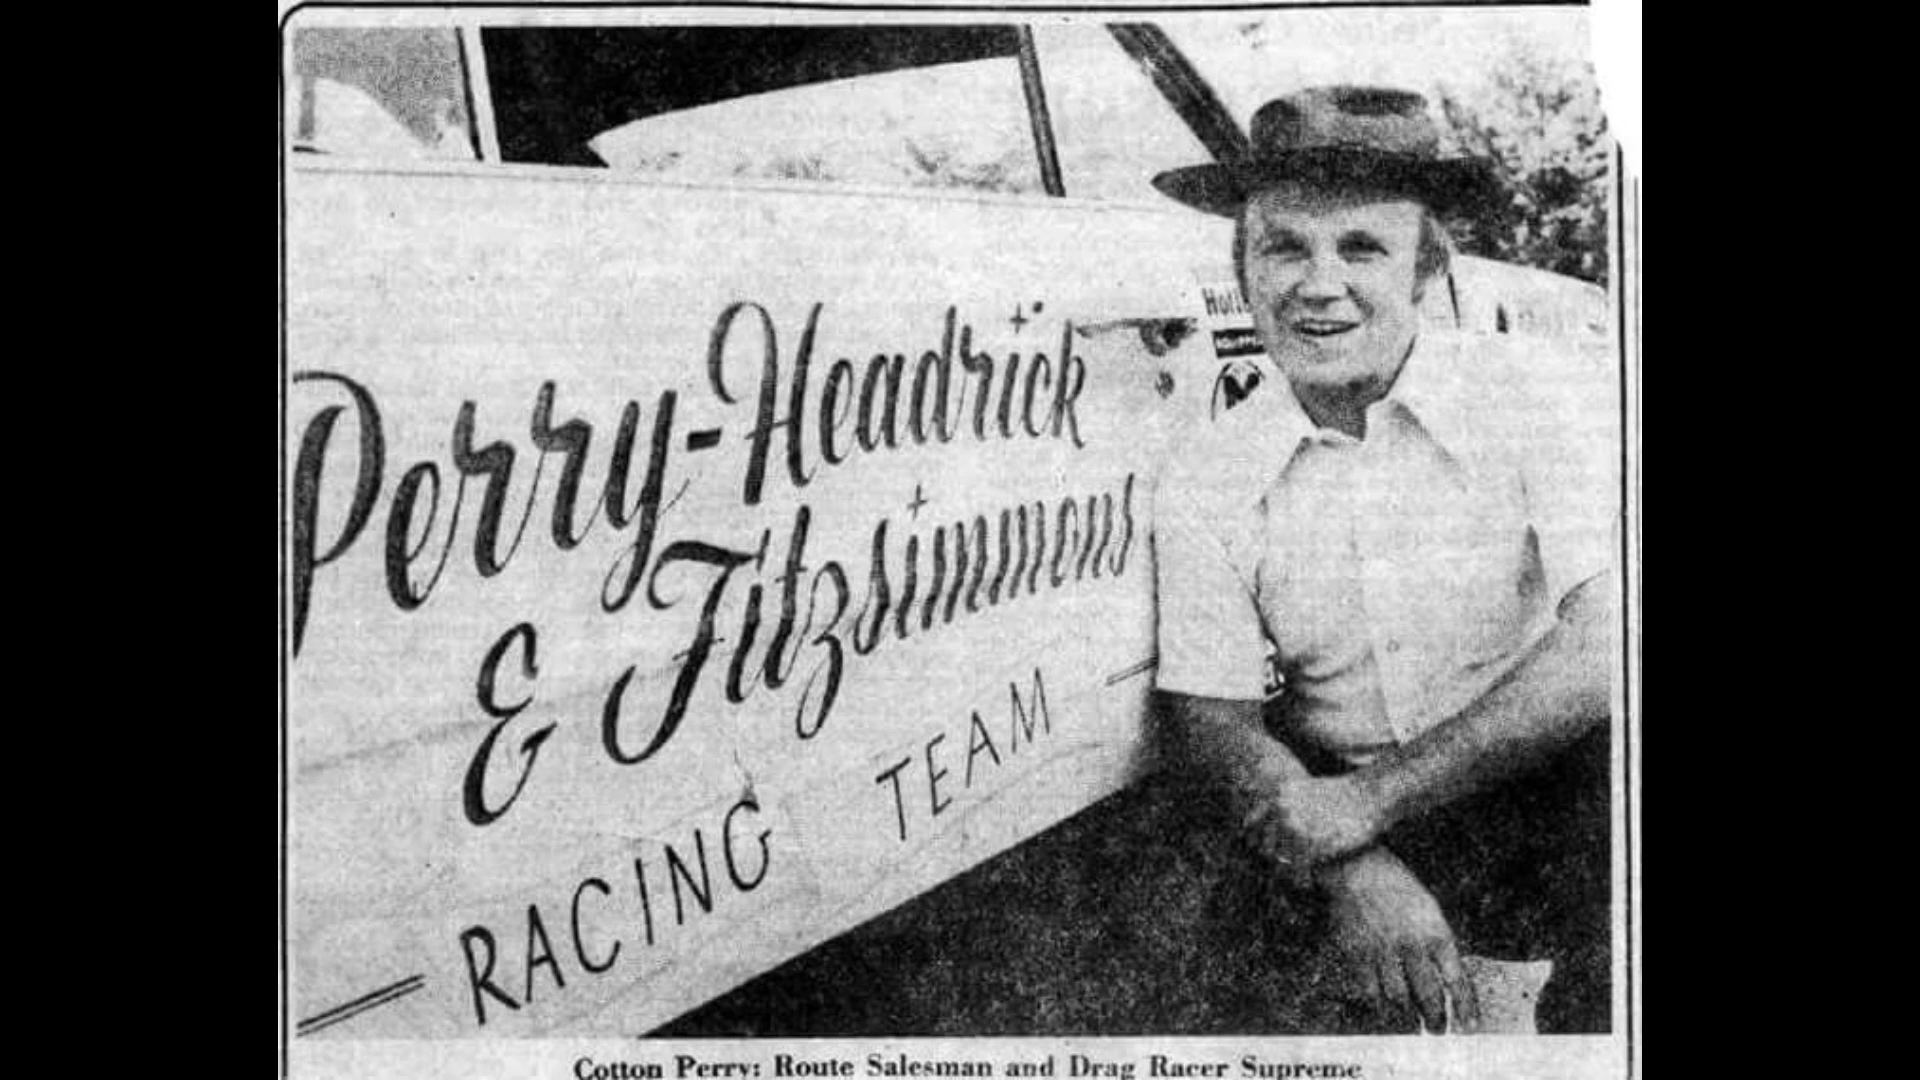 Perry-Headrick
& Fitzsimmons
RACING TEAM
Cotton Perry: Route Salesman and Drag Racer Supreme